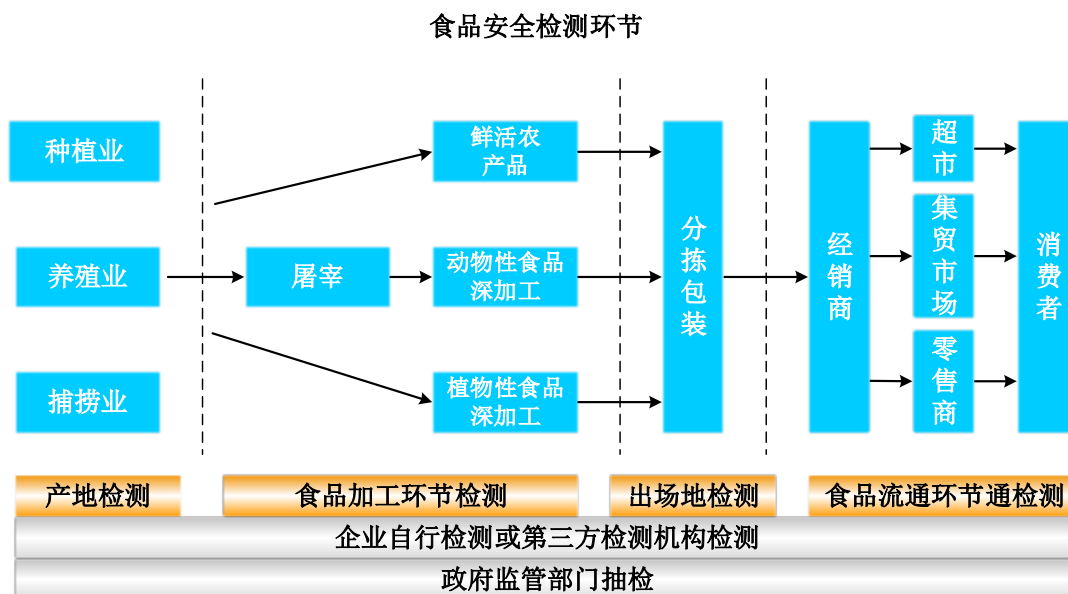 食品安全检测环节
种植业
养殖业
捕捞业
屠宰
鲜活农
产品
动物性食品
深加工
植物性食品
深加工
分拣包装
经销商
超市
集贸市场
零售商
消费者
产地检测
食品加工环节检测
出场地检测
食品流通环节通检测
企业自行检测或第三方检测机构检测
政府监管部门抽检